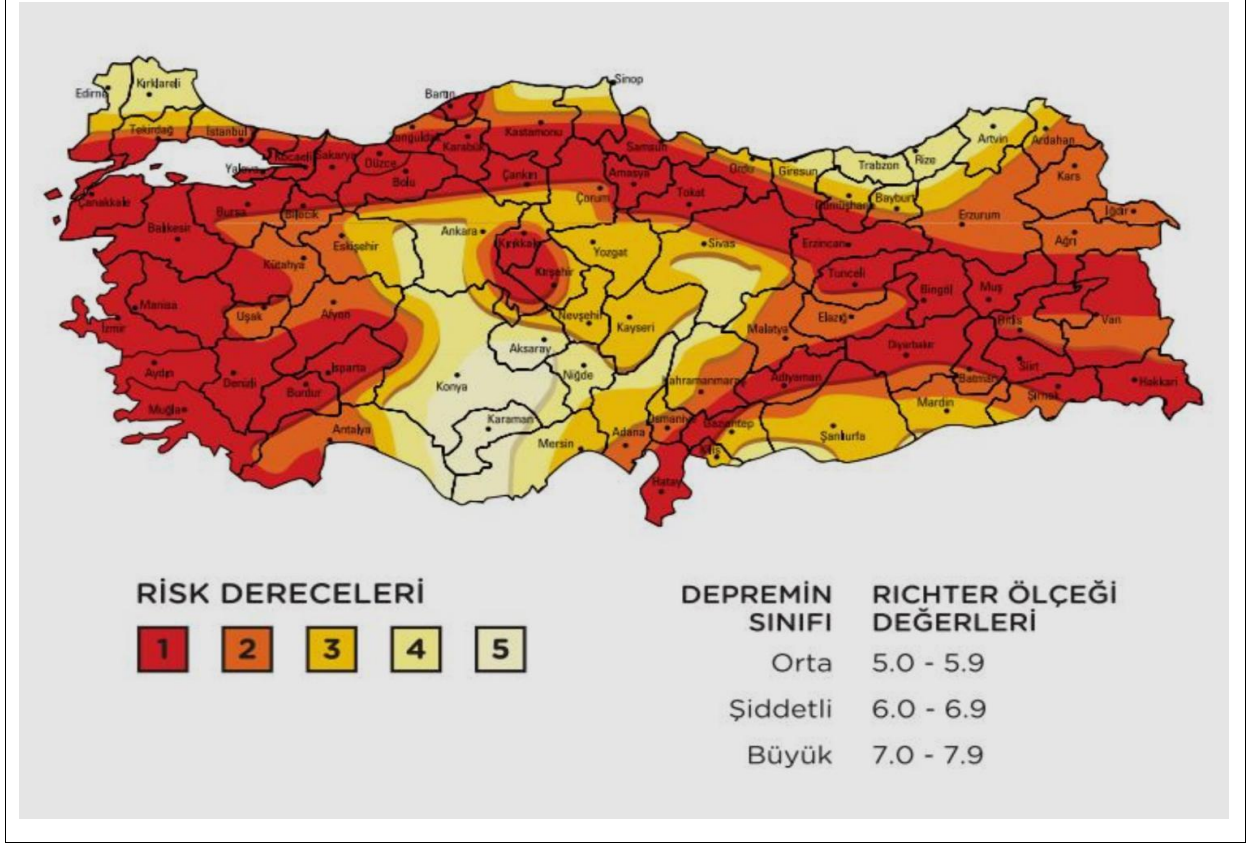 Sinop
Kırklareli
Edirne
Bartın
Tekirdağ
İstanbul
Zonguldak
Kastamonu
Karabük
Samsun
Artvin
Ardahan
Kocaeli
Sakarya
Düzce
Ordu
Giresun
Trabzon
Rize
Yalova
Bolu
Çankırı
Amasya
Kars
Çanakkale
Bursa
Bilecik
Çorum
Tokat
Gümüşhane
Bayburt
Erzurum
Iğdır
Balıkesir
Eskişehir
Ankara
Kırıkkale
Yozgat
Sivas
Erzincan
Ağrı
Kütahya
Kırşehir
Tunceli
Bingöl
Muş
Manisa
Uşak
Afyon
Nevşehir
Kayseri
Malatya
Elazığ
Bitlis
Van
İzmir
Aksaray
Diyarbakır
Aydın
Denizli
Isparta
Burdur
Konya
Niğde
Kahramanmaraş
Adıyaman
Batman
Siirt
Hakkari
Muğla
Antalya
Karaman
Mersin
Adana
Osmaniye
Gaziantep
Şanlıurfa
Mardin
Şırnak
Hatay
RİSK DERECELERİ
1 2 3 4 5
DEPREMİN RICHTER ÖLÇEĞİ
SINIFI DEĞERLERİ
Orta 5.0 - 5.9
Şiddetli 6.0 - 6.9
Büyük 7.0 - 7.9